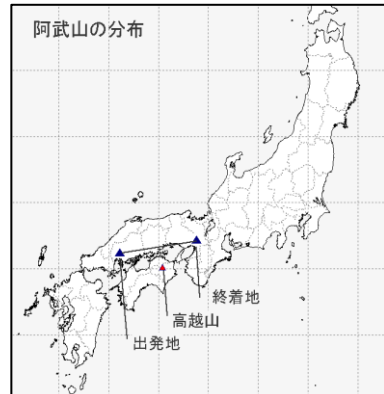 阿武山の分布
終着地
高越山
出発地